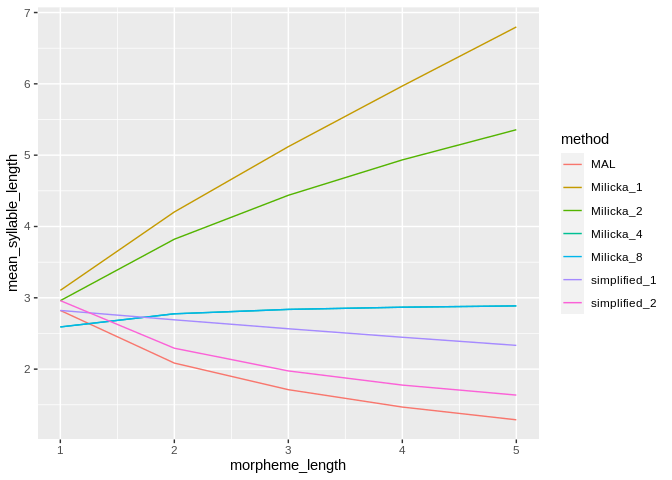 7
6
5
4
3
2
mean_syllable_length
1 2 3 4 5
morpheme_length
method
MAL
Milicka_1
Milicka_2
Milicka_4
Milicka_8
simplified_1
simplified_2